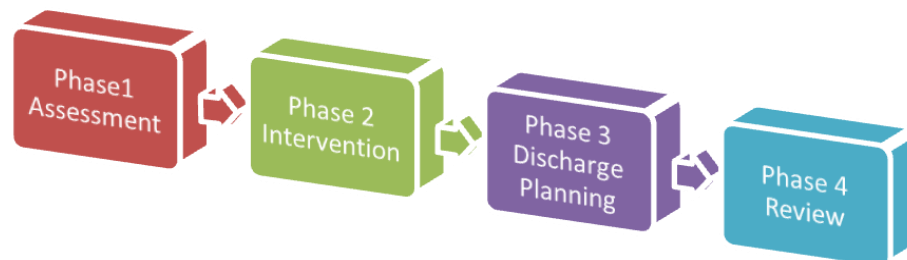 Phase1
Assessment
Phase 2
Intervention
Phase 3
Discharge
Planning
Phase 4
Review